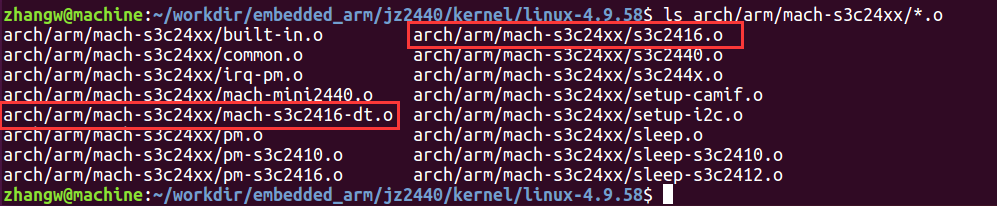 zhangw@machine:~/workdir/embedded_arm/jz2440/kernel/linux-4.9.58$ ls arch/arm/mach-s3c24xx/*.o
arch/arm/mach-s3c24xx/built-in.o arch/arm/mach-s3c24xx/s3c2416.o
arch/arm/mach-s3c24xx/common.o arch/arm/mach-s3c24xx/s3c2440.o
arch/arm/mach-s3c24xx/irq-pm.o arch/arm/mach-s3c24xx/s3c244x.o
arch/arm/mach-s3c24xx/mach-mini2440.o arch/arm/mach-s3c24xx/setup-camif.o
arch/arm/mach-s3c24xx/mach-s3c2416-dt.o arch/arm/mach-s3c24xx/setup-i2c.o
arch/arm/mach-s3c24xx/pm.o arch/arm/mach-s3c24xx/sleep.o
arch/arm/mach-s3c24xx/pm-s3c2410.o arch/arm/mach-s3c24xx/sleep-s3c2410.o
arch/arm/mach-s3c24xx/pm-s3c2416.o arch/arm/mach-s3c24xx/sleep-s3c2412.o
zhangw@machine:~/workdir/embedded_arm/jz2440/kernel/linux-4.9.58$